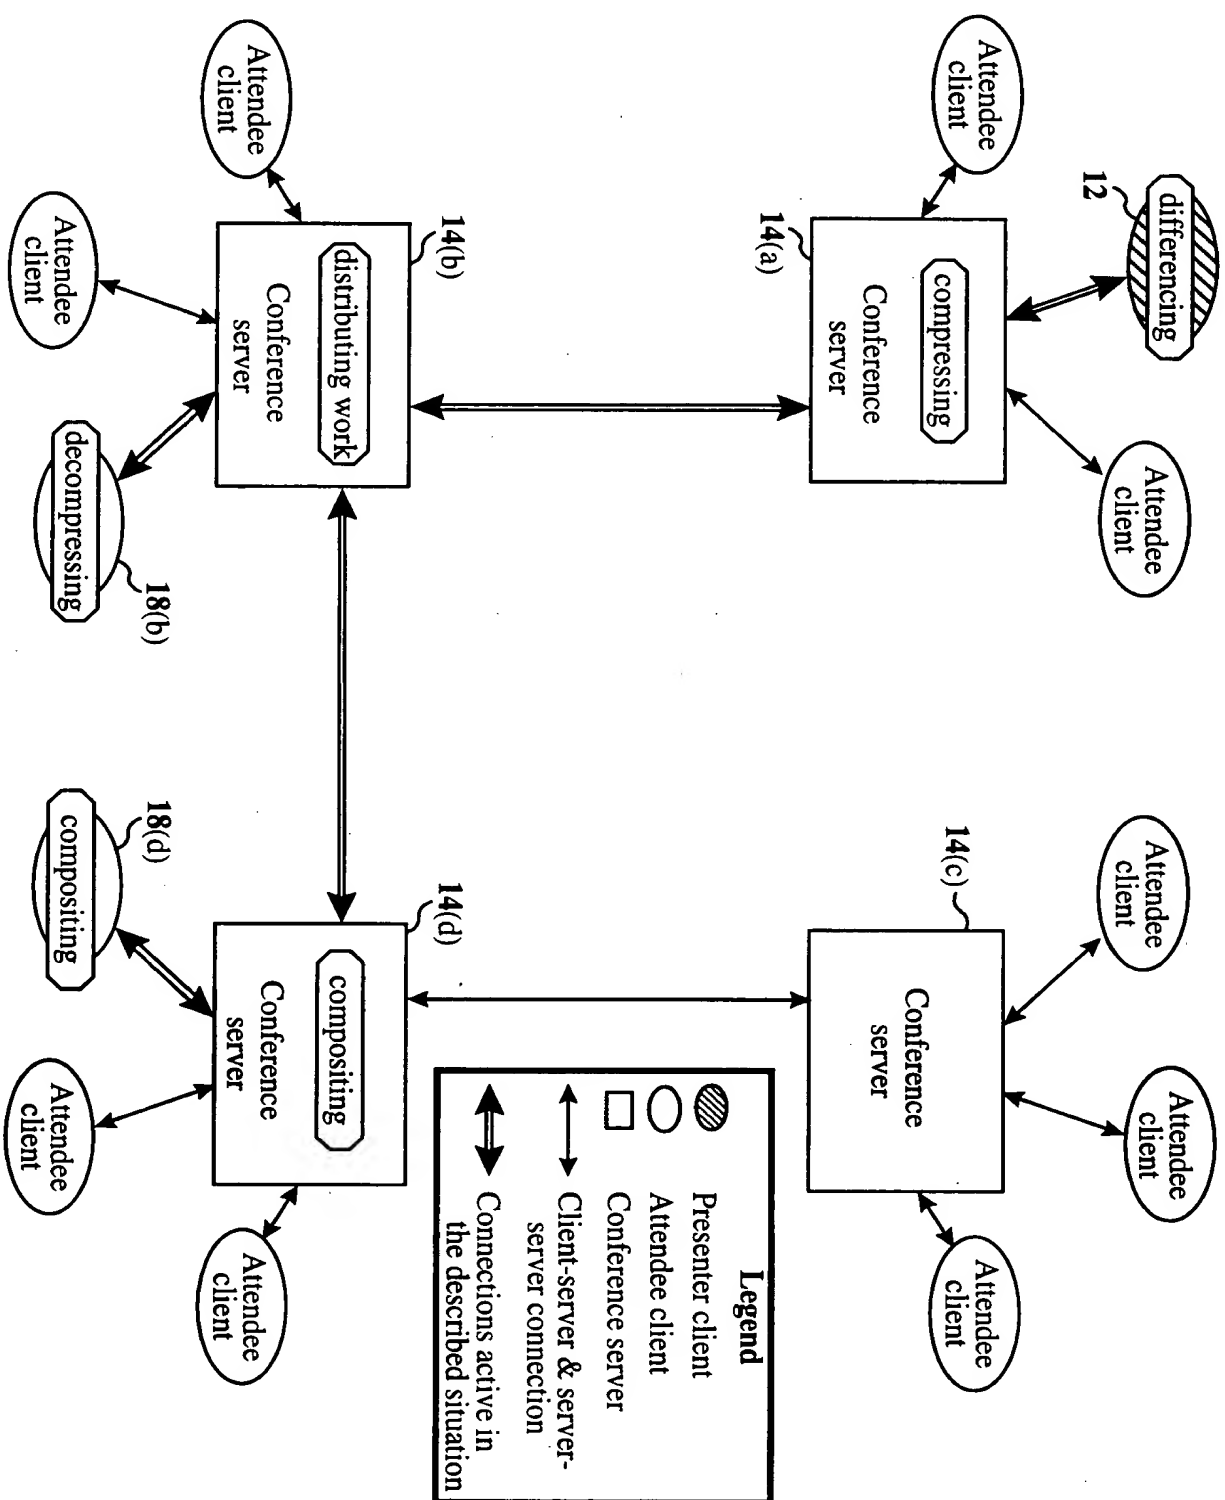 differencing
12
Attendee
client
Attendee
client
Attendee
client
Attendee
client
compressing
Conference
server
14(a)
14(c)
Conference
server
Attendee
client
Legend
Presenter client
Attendee client
Conference server
Client-server & server-
server connection
Connections active in
the described situation
14(b)
distributing work
Conference
server
14(d)
compositing
Conference
server
Attendee
client
Attendee
client
Attendee
client
18(b)
decompressing
18(d)
compositing
Attendee
client